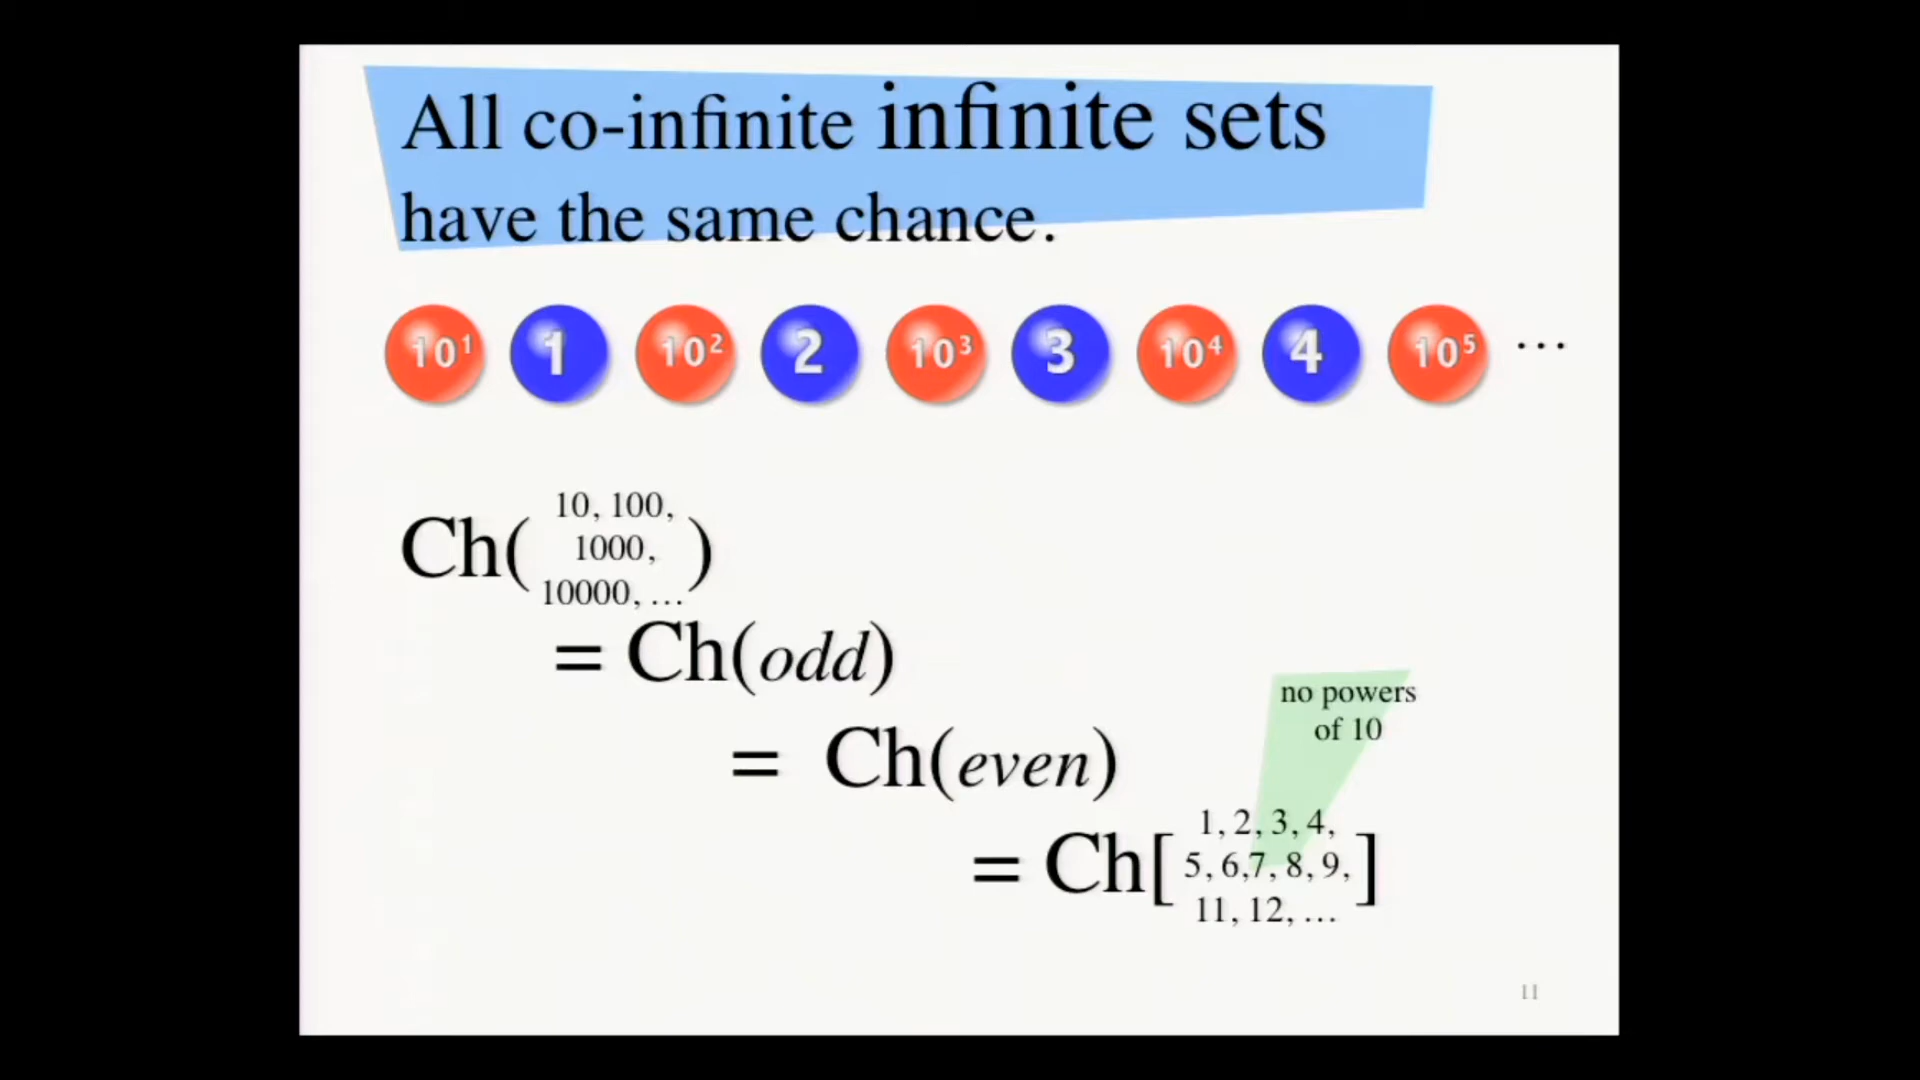 All co-infinite infinite sets
have the same chance.
10¹ 1 10² 2 10³ 3 10⁴ 4 10⁵ …
10, 100,
Ch( 1000, )
10000, …
= Ch(odd)
no powers
of 10
= Ch(even)
1, 2, 3, 4,
= Ch[ 5, 6,7, 8, 9, ]
11, 12, …
11